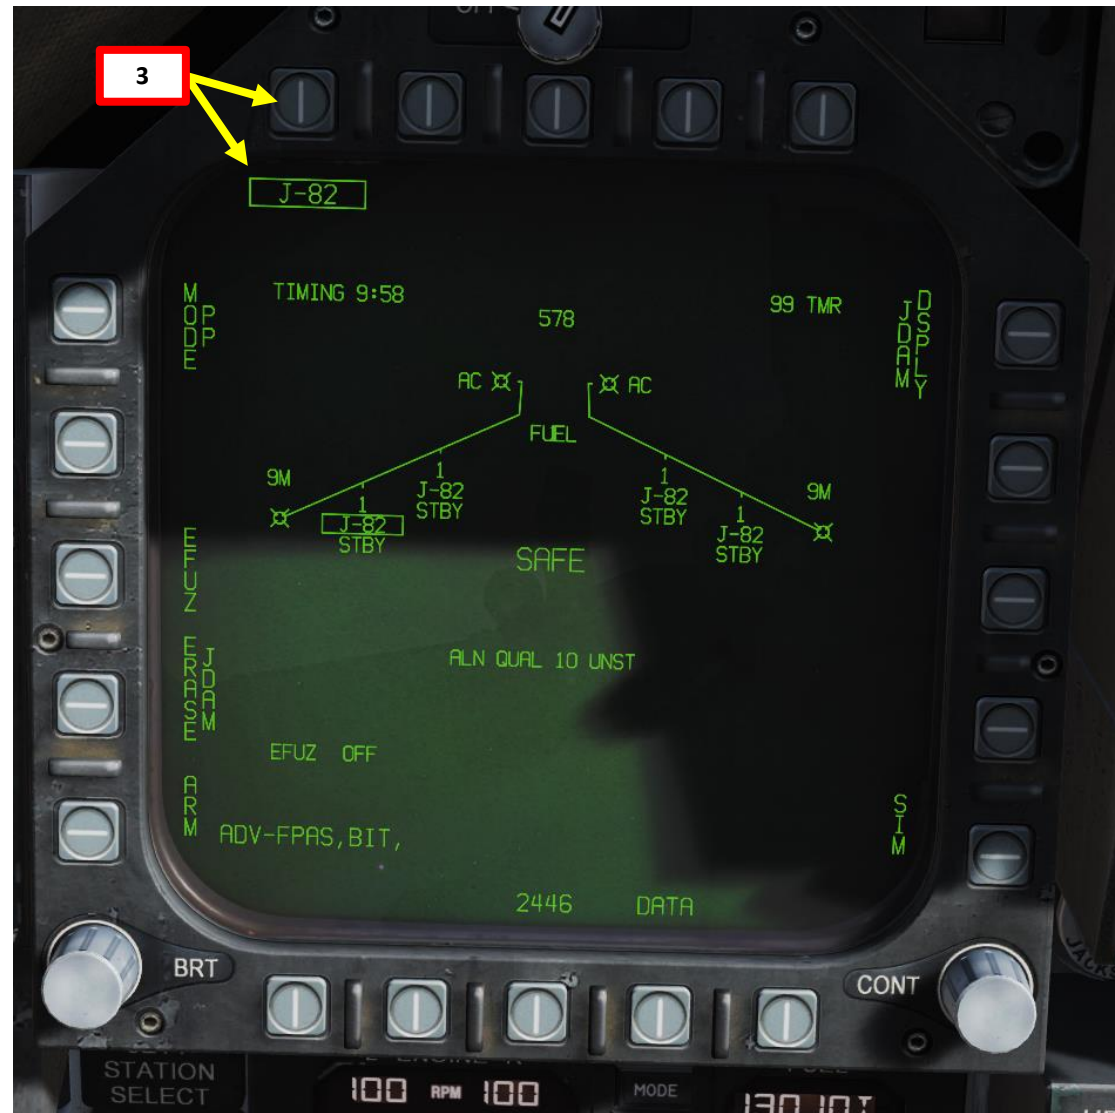 3
J-82
MODE
PP
TIMING 9:58
578
99 TMR
JDAM
DSPLY
AC
AC
FUEL
9M
1
J-82
STBY
1
J-82
STBY
1
J-82
STBY
1
J-82
STBY
9M
EFUZ
SAFE
ERASE
JDAM
ALN QUAL 10 UNST
EFUZ OFF
ARM
ADV-FPAS,BIT,
SIM
2446
DATA
BRT
CONT
STATION
SELECT
100 RPM 100
MODE